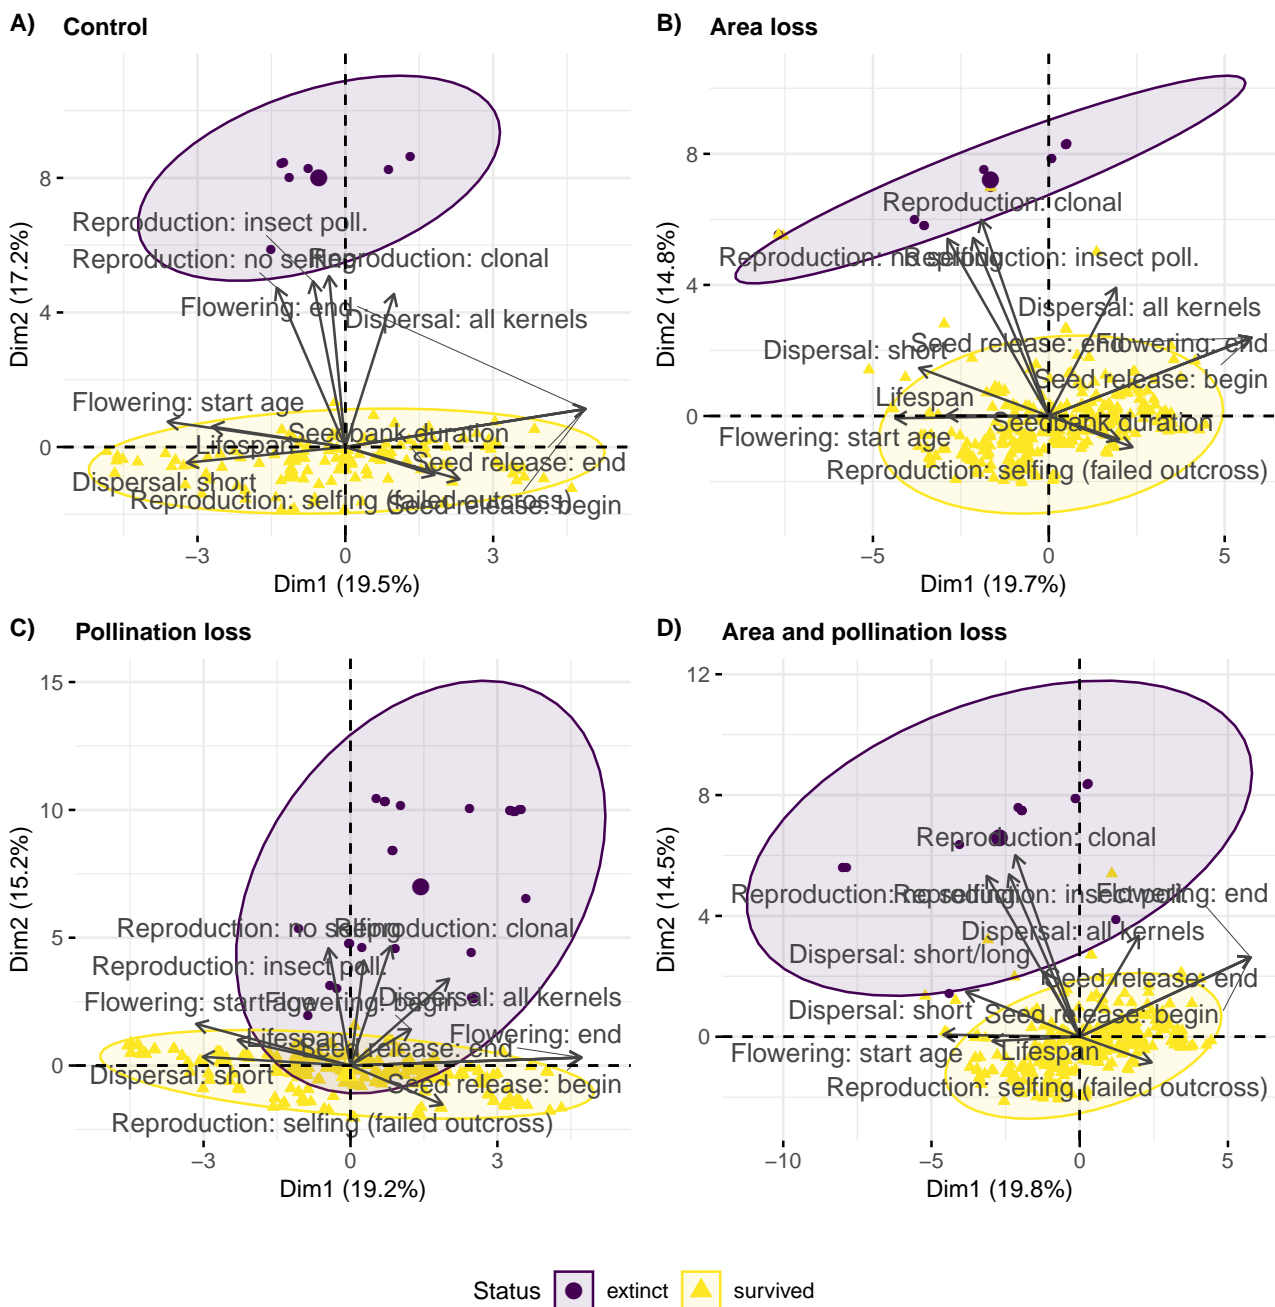 A) Control
B) Area loss
Reproduction: insect poll.
Reproduction: no selfing
Reproduction: clonal
Flowering: end
Dispersal: all kernels
Flowering: start age
Lifespan
Seedbank duration
Seed release: end
Dispersal: short
Reproduction: selfing (failed outcross)
Seed release: begin
8
4
0
−3
0
3
Dim1 (19.5%)
Dim2 (17.2%)
Reproduction: clonal
Reproduction: no selfing
Reproduction: insect poll.
Dispersal: all kernels
Seed release: end
Flowering: end
Dispersal: short
Seed release: begin
Lifespan
Seedbank duration
Flowering: start age
Reproduction: selfing (failed outcross)
8
4
0
−5
0
5
Dim1 (19.7%)
Dim2 (14.8%)
C) Pollination loss
D) Area and pollination loss
Reproduction: no selfing
Reproduction: clonal
Reproduction: insect poll.
Flowering: start age
Flowering: begin
Dispersal: all kernels
Flowering: end
Lifespan
Seed release: end
Dispersal: short
Seed release: begin
Reproduction: selfing (failed outcross)
15
10
5
0
−3
0
3
Dim1 (19.2%)
Dim2 (15.2%)
Reproduction: clonal
Reproduction: no selfing
Reproduction: insect poll.
Flowering: end
Dispersal: all kernels
Dispersal: short/long
Seed release: end
Dispersal: short
Seed release: begin
Flowering: start age
Lifespan
Reproduction: selfing (failed outcross)
12
8
4
0
−10
−5
0
5
Dim1 (19.8%)
Dim2 (14.5%)
Status extinct survived